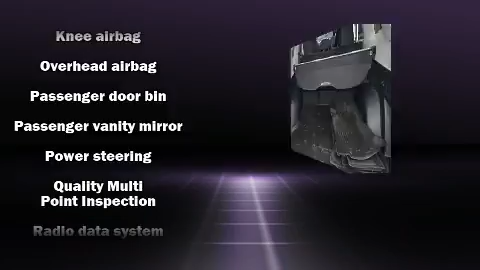 Knee airbag
Overhead airbag
Passenger door bin
Passenger vanity mirror
Power steering
Quality Multi
Point Inspection
Radio data system